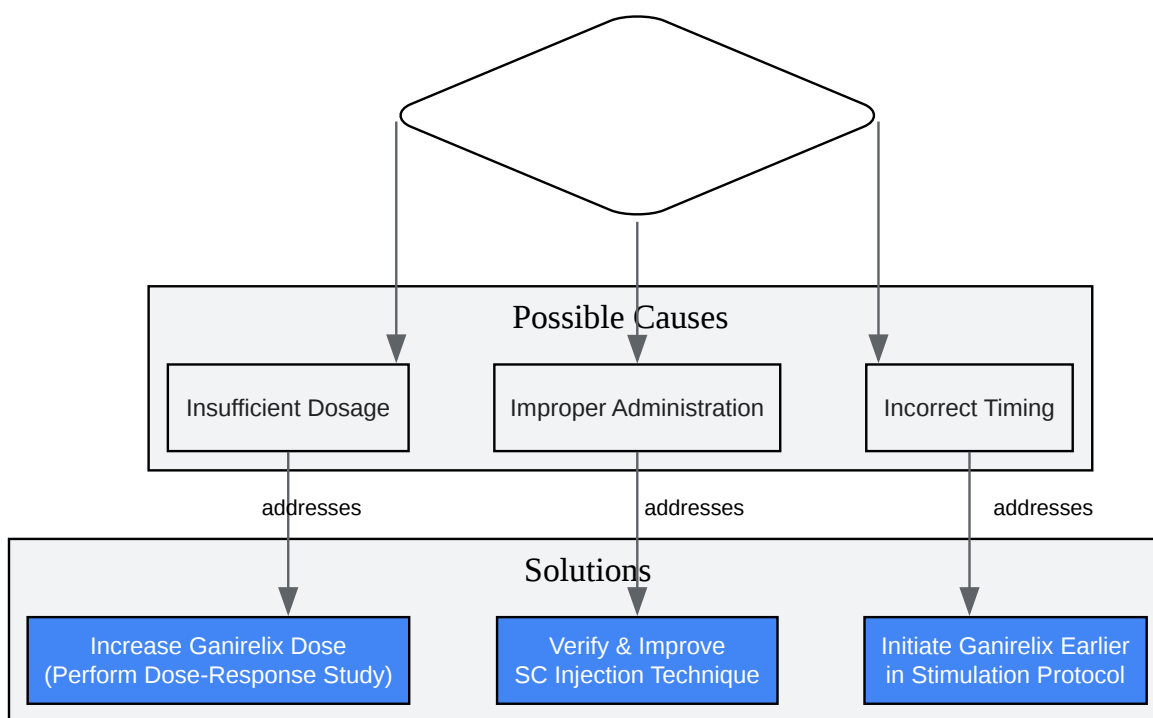 Possible Causes
Insufficient Dosage
Improper Administration
Incorrect Timing
addresses
addresses
addresses
Solutions
Increase Ganirelix Dose
(Perform Dose-Response Study)
Verify & Improve
SC Injection Technique
Initiate Ganirelix Earlier
in Stimulation Protocol